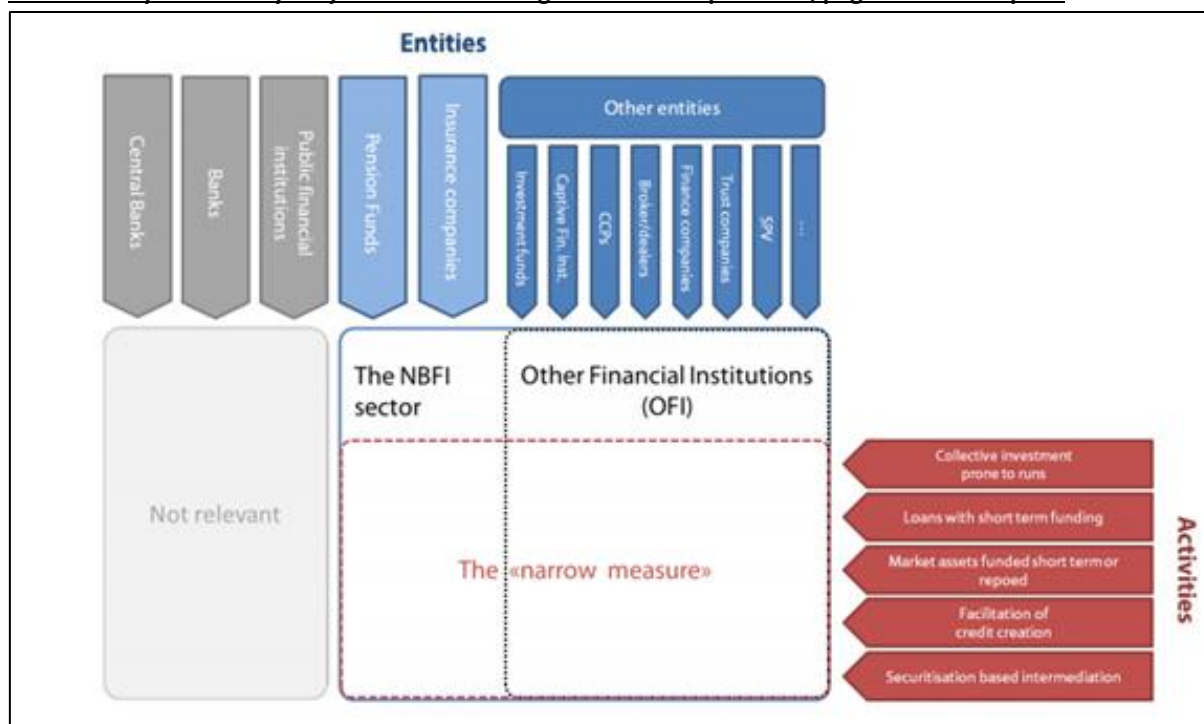 Entities
Central Banks
Banks
Public financial
institutions
Pension Funds
Insurance companies
Other entities
Investment funds
Captive Fin. Inst.
CCPs
Broker/dealers
Finance companies
Trust companies
SPV
...
The NBFI
sector
Other Financial Institutions
(OFI)
Not relevant
The «narrow measure»
Collective investment
prone to runs
Loans with short term funding
Market assets funded short term or
repoed
Facilitation of
credit creation
Securitisation based intermediation
Activities